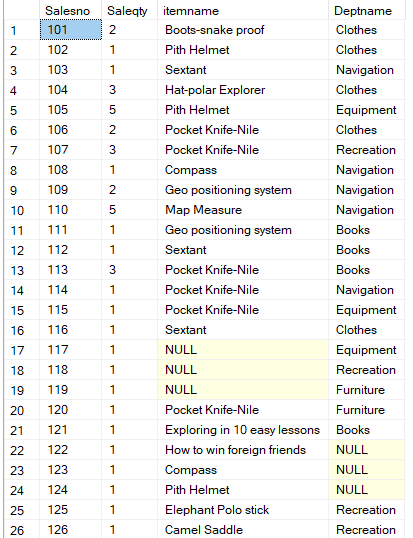 Salesno Saleqty itemname Deptname
1 101 2 Boots-snake proof Clothes
2 102 1 Pith Helmet Clothes
3 103 1 Sextant Navigation
4 104 3 Hat-polar Explorer Clothes
5 105 5 Pith Helmet Equipment
6 106 2 Pocket Knife-Nile Clothes
7 107 3 Pocket Knife-Nile Recreation
8 108 1 Compass Navigation
9 109 2 Geo positioning system Navigation
10 110 5 Map Measure Navigation
11 111 1 Geo positioning system Books
12 112 1 Sextant Books
13 113 3 Pocket Knife-Nile Books
14 114 1 Pocket Knife-Nile Navigation
15 115 1 Pocket Knife-Nile Equipment
16 116 1 Sextant Clothes
17 117 1 NULL Equipment
18 118 1 NULL Recreation
19 119 1 NULL Furniture
20 120 1 Pocket Knife-Nile Furniture
21 121 1 Exploring in 10 easy lessons Books
22 122 1 How to win foreign friends NULL
23 123 1 Compass NULL
24 124 1 Pith Helmet NULL
25 125 1 Elephant Polo stick Recreation
26 126 1 Camel Saddle Recreation